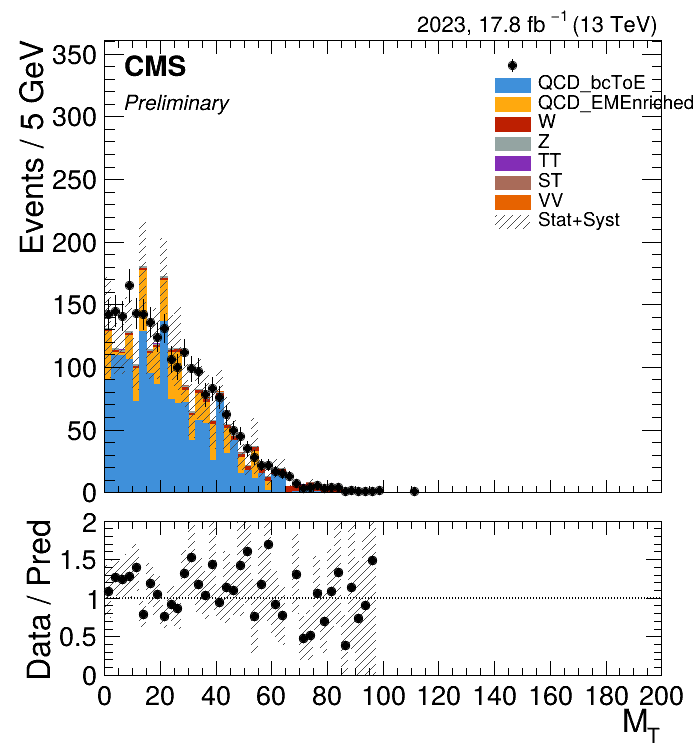 2023, 17.8 fb⁻¹ (13 TeV)
CMS
Preliminary
QCD_bcToE
QCD_EMEnriched
W
Z
TT
ST
VV
Stat+Syst
Events / 5 GeV
350
300
250
200
150
100
50
0
Data / Pred
2
1.5
1
0.5
0
0 20 40 60 80 100 120 140 160 180 200
M_T